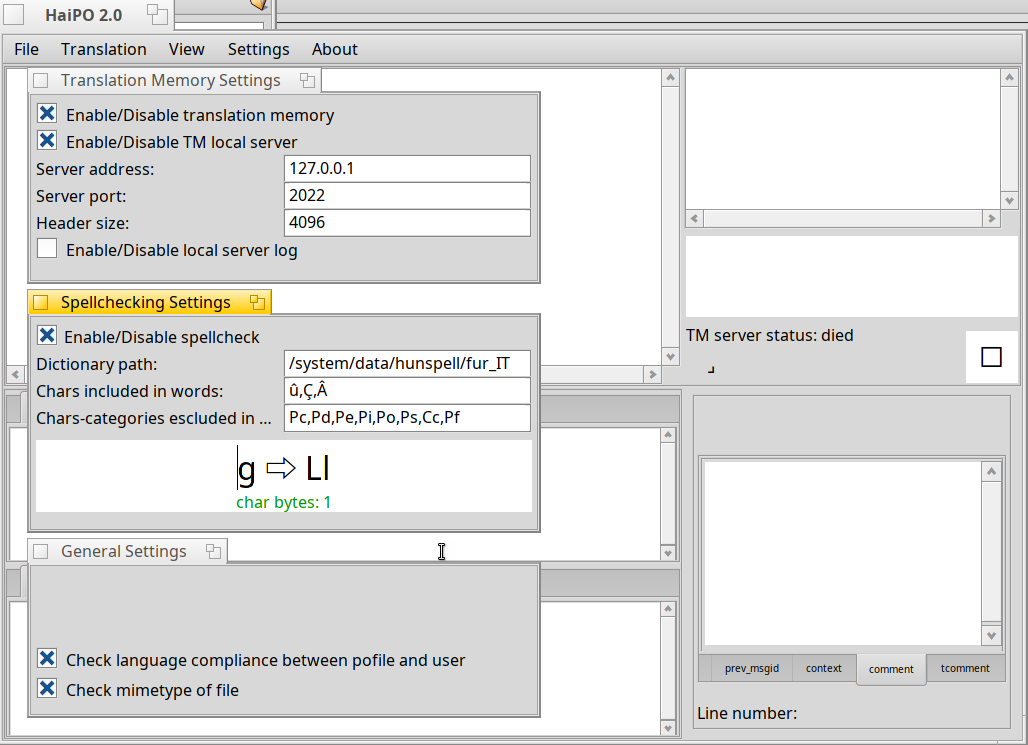 HaiPO 2.0
File Translation View Settings About
Translation Memory Settings
Enable/Disable translation memory
Enable/Disable TM local server
Server address: 127.0.0.1
Server port: 2022
Header size: 4096
Enable/Disable local server log
Spellchecking Settings
Enable/Disable spellcheck
Dictionary path: /system/data/hunspell/fur_IT
Chars included in words: û,Ç,Â
Chars-categories escluded in ... Pc,Pd,Pe,Pi,Po,Ps,Cc,Pf
g ⇨ Ll
char bytes: 1
General Settings
Check language compliance between pofile and user
Check mimetype of file
TM server status: died
prev_msgid context comment tcomment
Line number: